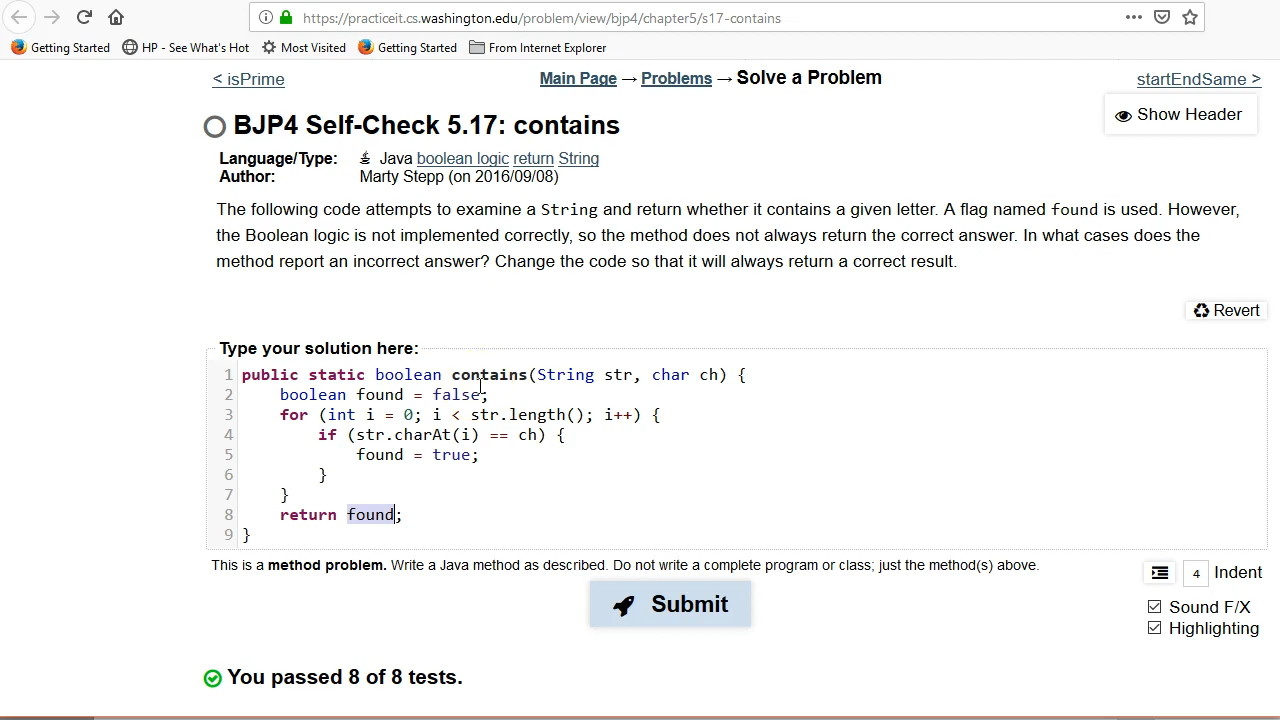 https://practiceit.cs.washington.edu/problem/view/bjp4/chapter5/s17-contains
Getting Started HP - See What's Hot Most Visited Getting Started From Internet Explorer
< isPrime Main Page → Problems → Solve a Problem startEndSame >
Show Header
BJP4 Self-Check 5.17: contains
Language/Type: Java boolean logic return String
Author: Marty Stepp (on 2016/09/08)
The following code attempts to examine a String and return whether it contains a given letter. A flag named found is used. However,
the Boolean logic is not implemented correctly, so the method does not always return the correct answer. In what cases does the
method report an incorrect answer? Change the code so that it will always return a correct result.
Revert
Type your solution here:
1 public static boolean contains(String str, char ch) {
2 boolean found = false;
3 for (int i = 0; i < str.length(); i++) {
4 if (str.charAt(i) == ch) {
5 found = true;
6 }
7 }
8 return found;
9 }
This is a method problem. Write a Java method as described. Do not write a complete program or class; just the method(s) above.
4 Indent
Submit
Sound F/X
Highlighting
You passed 8 of 8 tests.